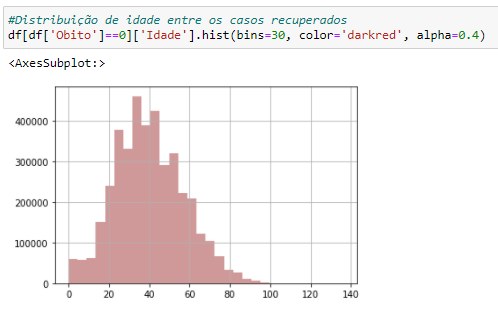 #Distribuição de idade entre os casos recuperados
df[df['Obito']==0]['Idade'].hist(bins=30, color='darkred', alpha=0.4)
<AxesSubplot:>
400000
300000
200000
100000
0
0 20 40 60 80 100 120 140